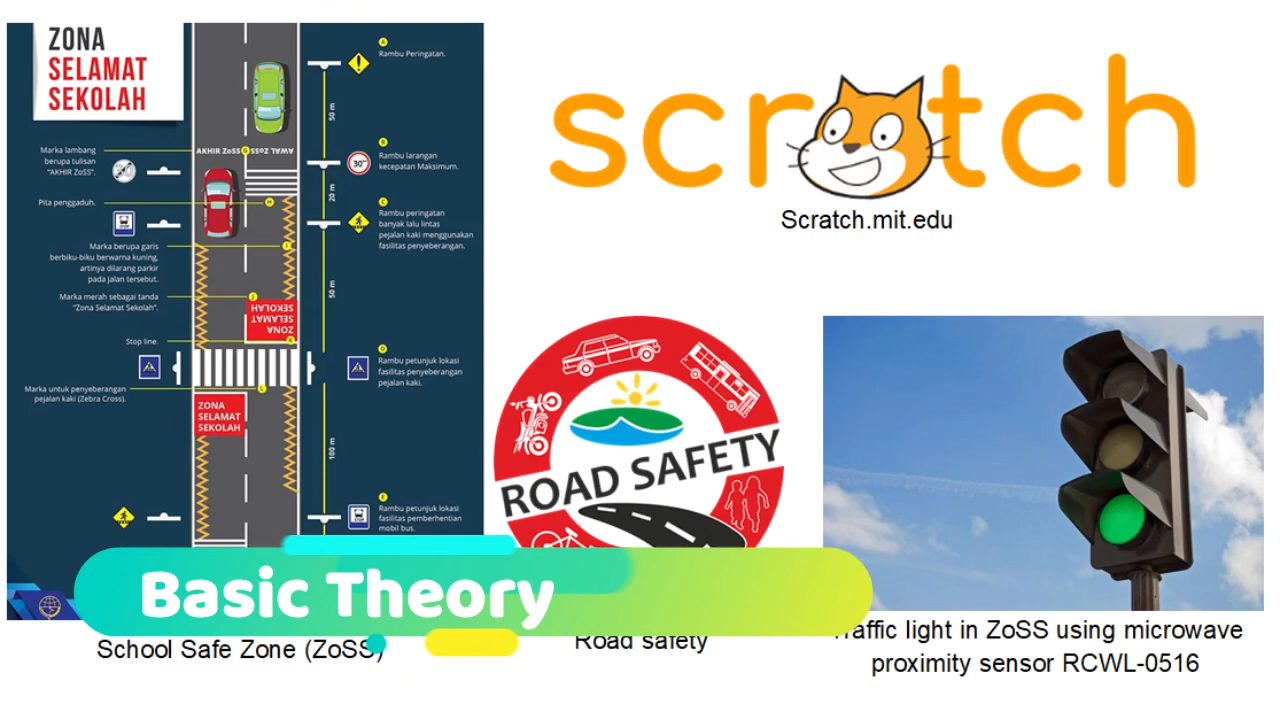 ZONA
SELAMAT
SEKOLAH
Rambu Peringatan.
50 m
AKHIR ZoSS
AWAL ZoSS
Marka lambang
berupa tulisan
"AKHIR ZoSS".
30
Rambu larangan
kecepatan Maksimum.
20 m
Pita penggaduh.
Rambu peringatan
banyak lalu lintas
pejalan kaki menggunakan
fasilitas penyeberangan.
Marka berupa garis
berbiku-biku berwarna kuning,
artinya dilarang parkir
pada jalan tersebut.
50 m
Marka merah sebagai tanda
"Zona Selamat Sekolah".
ZONA
SELAMAT
SEKOLAH
Stop line.
Rambu petunjuk lokasi
fasilitas penyeberangan
pejalan kaki.
Marka untuk penyeberangan
pejalan kaki (Zebra Cross).
ZONA
SELAMAT
SEKOLAH
100 m
Rambu petunjuk lokasi
fasilitas pemberhentian
mobil bus.
scratch
Scratch.mit.edu
ROAD SAFETY
Basic Theory
School Safe Zone (ZoSS)
Road safety
Traffic light in ZoSS using microwave
proximity sensor RCWL-0516